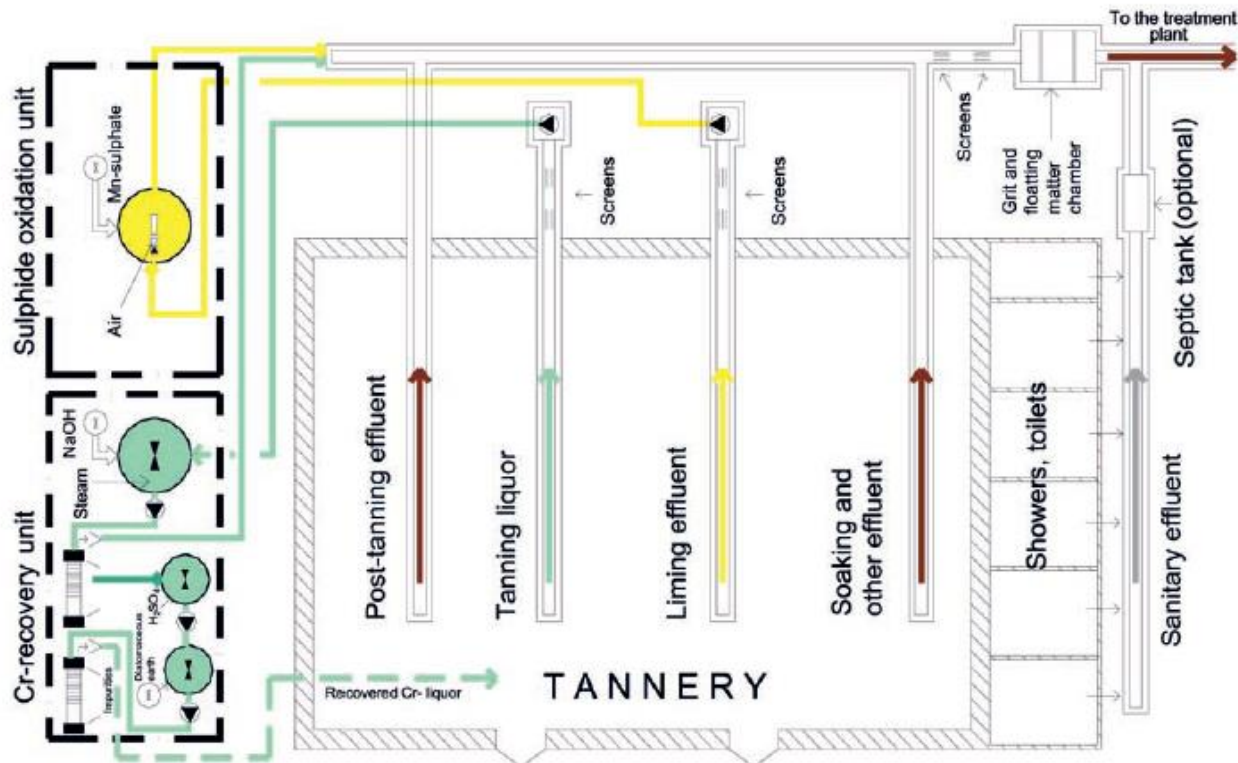 To the treatment
plant
Sulphide oxidation unit
Mn-sulphate
Air
Screens
Screens
Screens
Grit and
floatting
matter
chamber
Septic tank (optional)
Cr-recovery unit
NaOH
Steam
H₂SO₄
Diatomaceous
earth
Impurities
Post-tanning effluent
Tanning liquor
Liming effluent
Soaking and
other effluent
Showers, toilets
Sanitary effluent
Recovered Cr- liquor
TANNERY